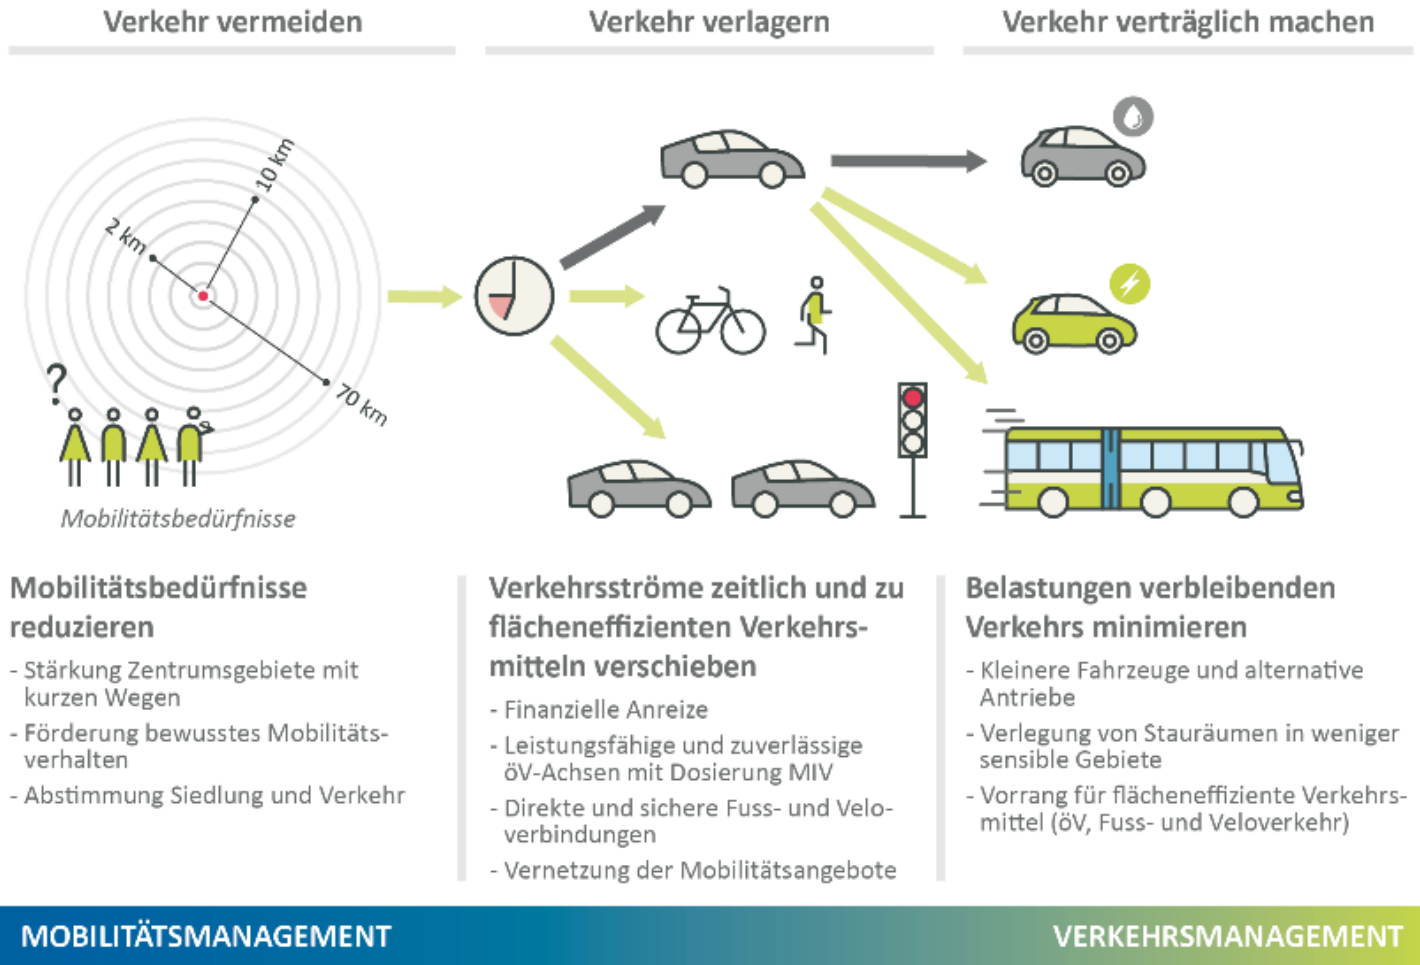 Verkehr vermeiden
Verkehr verlagern
Verkehr verträglich machen
10 km
2 km
70 km
?
Mobilitätsbedürfnisse
Mobilitätsbedürfnisse
reduzieren
- Stärkung Zentrumsgebiete mit
kurzen Wegen
- Förderung bewusstes Mobilitäts-
verhalten
- Abstimmung Siedlung und Verkehr
Verkehrsströme zeitlich und zu
flächeneffizienten Verkehrs-
mitteln verschieben
- Finanzielle Anreize
- Leistungsfähige und zuverlässige
öV-Achsen mit Dosierung MIV
- Direkte und sichere Fuss- und Velo-
verbindungen
- Vernetzung der Mobilitätsangebote
Belastungen verbleibenden
Verkehrs minimieren
- Kleinere Fahrzeuge und alternative
Antriebe
- Verlegung von Stauräumen in weniger
sensible Gebiete
- Vorrang für flächeneffiziente Verkehrs-
mittel (öV, Fuss- und Veloverkehr)
MOBILITÄTSMANAGEMENT
VERKEHRSMANAGEMENT